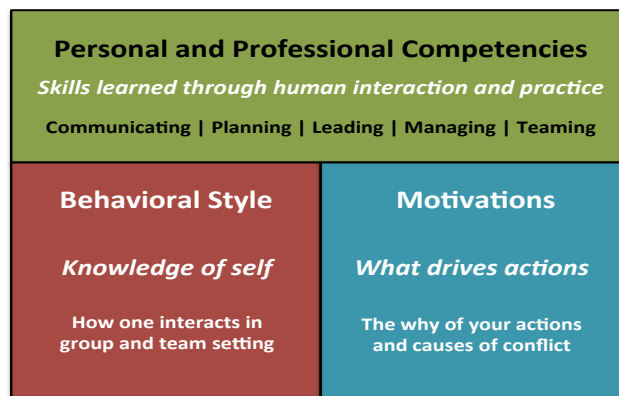 Personal and Professional Competencies
Skills learned through human interaction and practice
Communicating | Planning | Leading | Managing | Teaming
Behavioral Style
Knowledge of self
How one interacts in
group and team setting
Motivations
What drives actions
The why of your actions
and causes of conflict